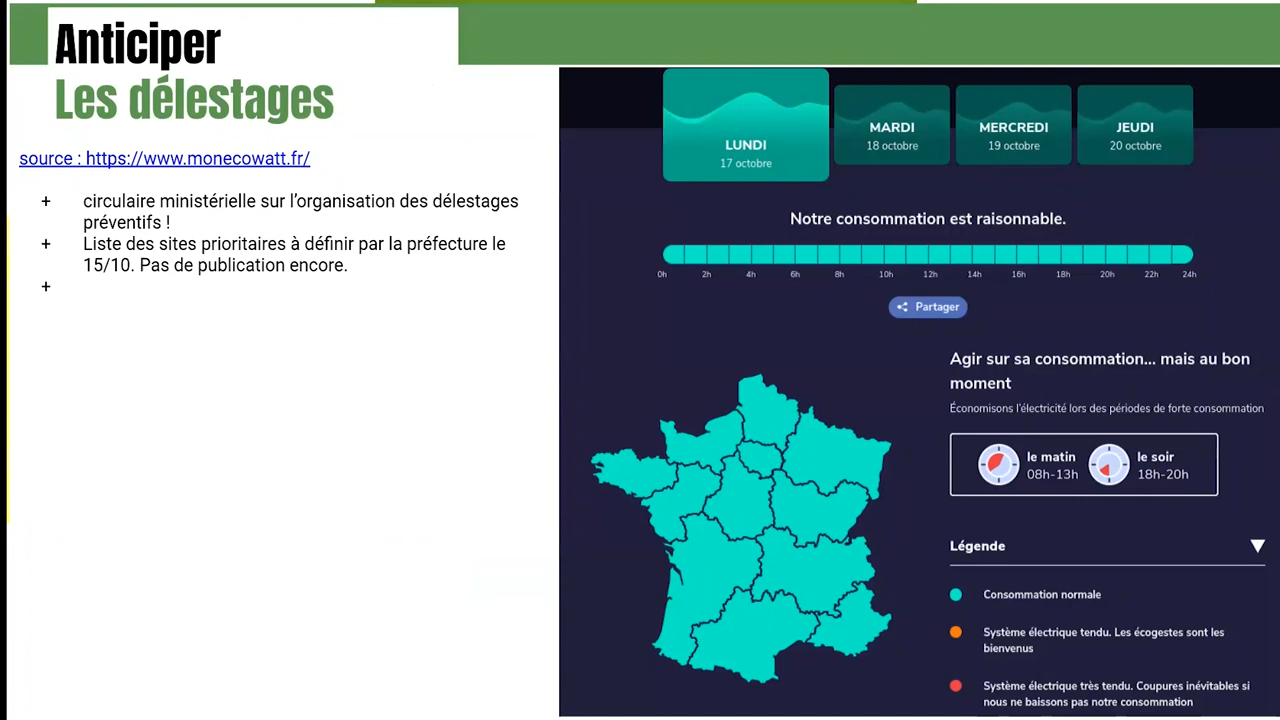 Anticiper
Les délestages
source : https://www.monecowatt.fr/
+ circulaire ministérielle sur l’organisation des délestages
préventifs !
+ Liste des sites prioritaires à définir par la préfecture le
15/10. Pas de publication encore.
+
LUNDI
17 octobre
MARDI
18 octobre
MERCREDI
19 octobre
JEUDI
20 octobre
Notre consommation est raisonnable.
0h 2h 4h 6h 8h 10h 12h 14h 16h 18h 20h 22h 24h
Partager
Agir sur sa consommation... mais au bon
moment
Économisons l'électricité lors des périodes de forte consommation
le matin
08h-13h
le soir
18h-20h
Légende
Consommation normale
Système électrique tendu. Les écogestes sont les
bienvenus
Système électrique très tendu. Coupures inévitables si
nous ne baissons pas notre consommation